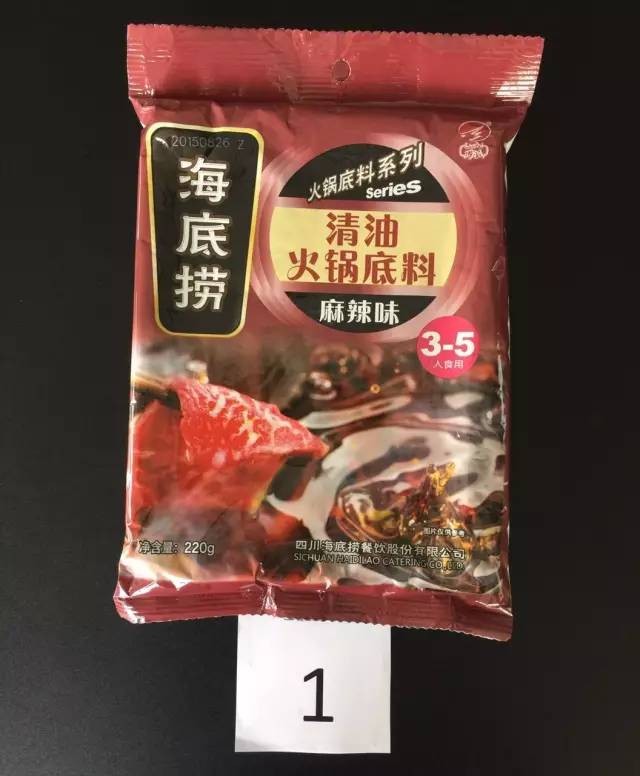 20150826 Z
海底捞
火锅底料系列
Series
清油
火锅底料
麻辣味
3-5
人食用
图片仅供参考
净含量: 220g
四川海底捞餐饮股份有限公司
SICHUAN HAIDILAO CATERING CO.,LTD.
1